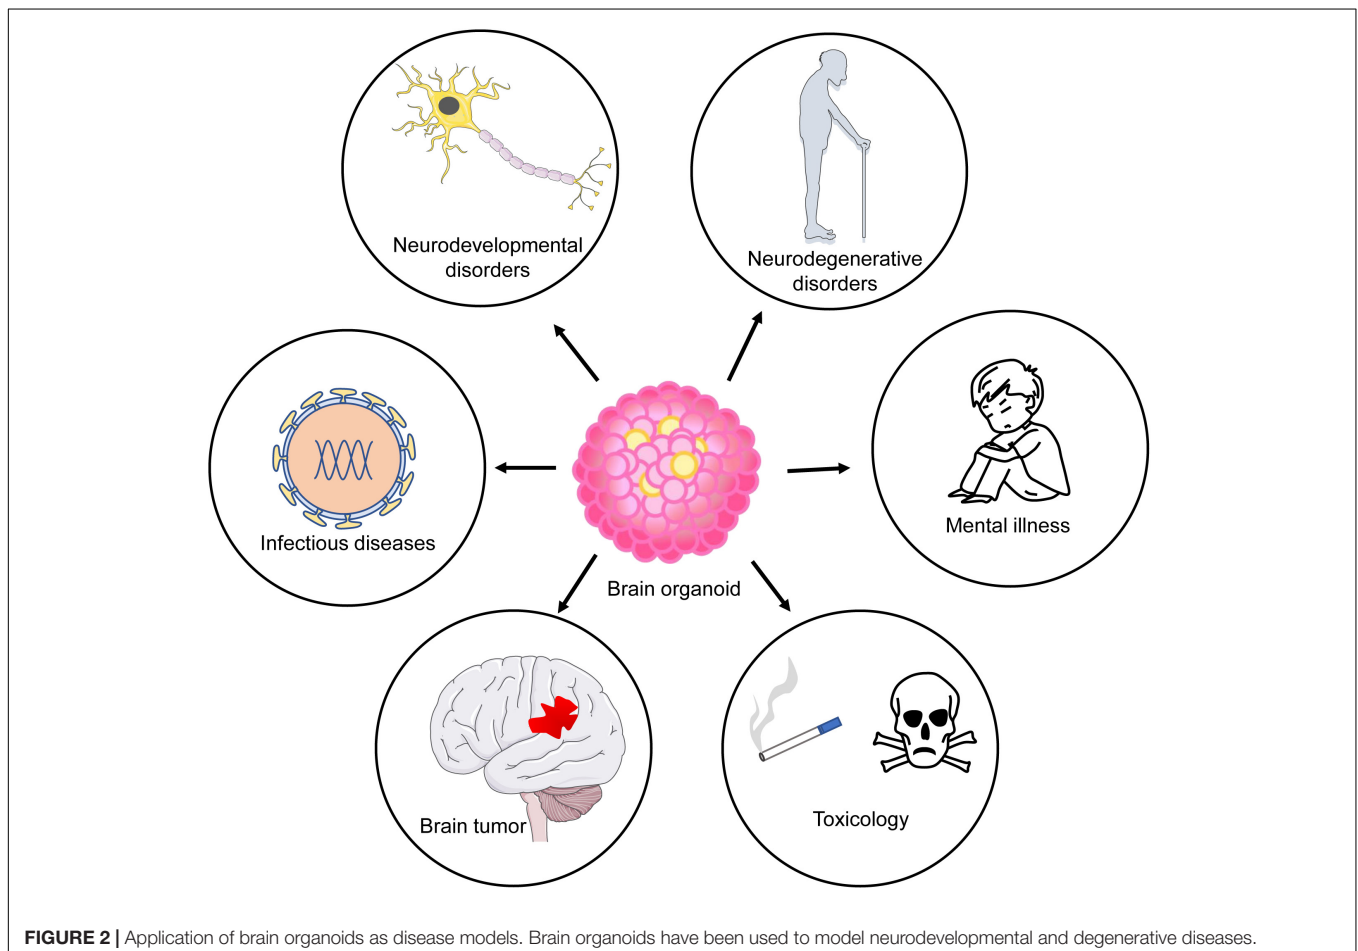 Neurodevelopmental
disorders
Neurodegenerative
disorders
Infectious diseases
Mental illness
Brain organoid
Brain tumor
Toxicology
FIGURE 2 | Application of brain organoids as disease models. Brain organoids have been used to model neurodevelopmental and degenerative diseases.